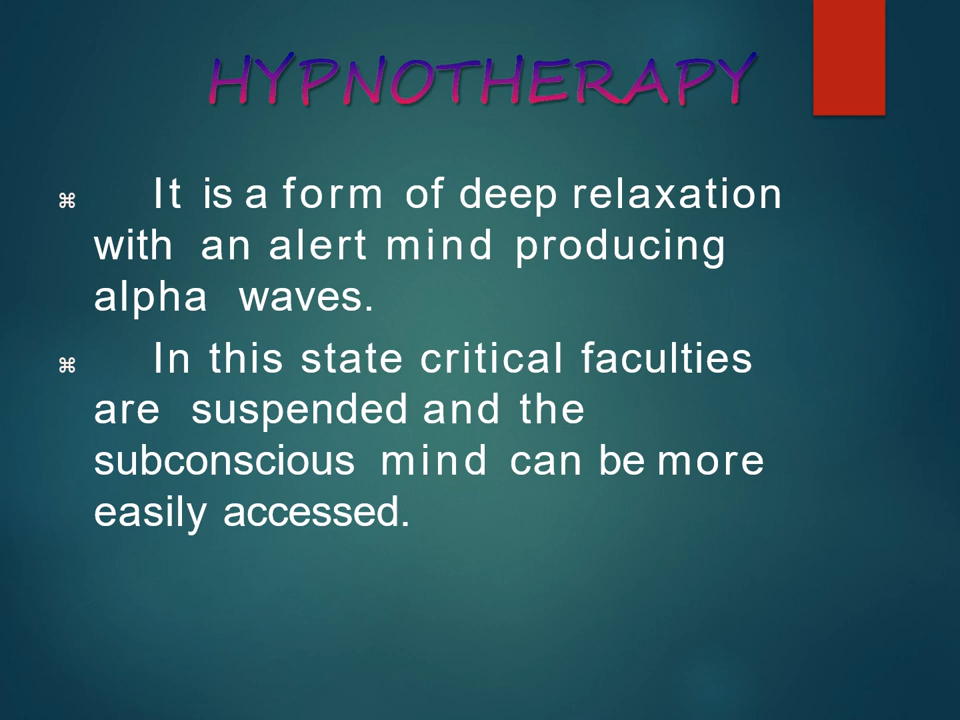 HYPNOTHERAPY
⌘ It is a form of deep relaxation
with an alert mind producing
alpha waves.
⌘ In this state critical faculties
are suspended and the
subconscious mind can be more
easily accessed.